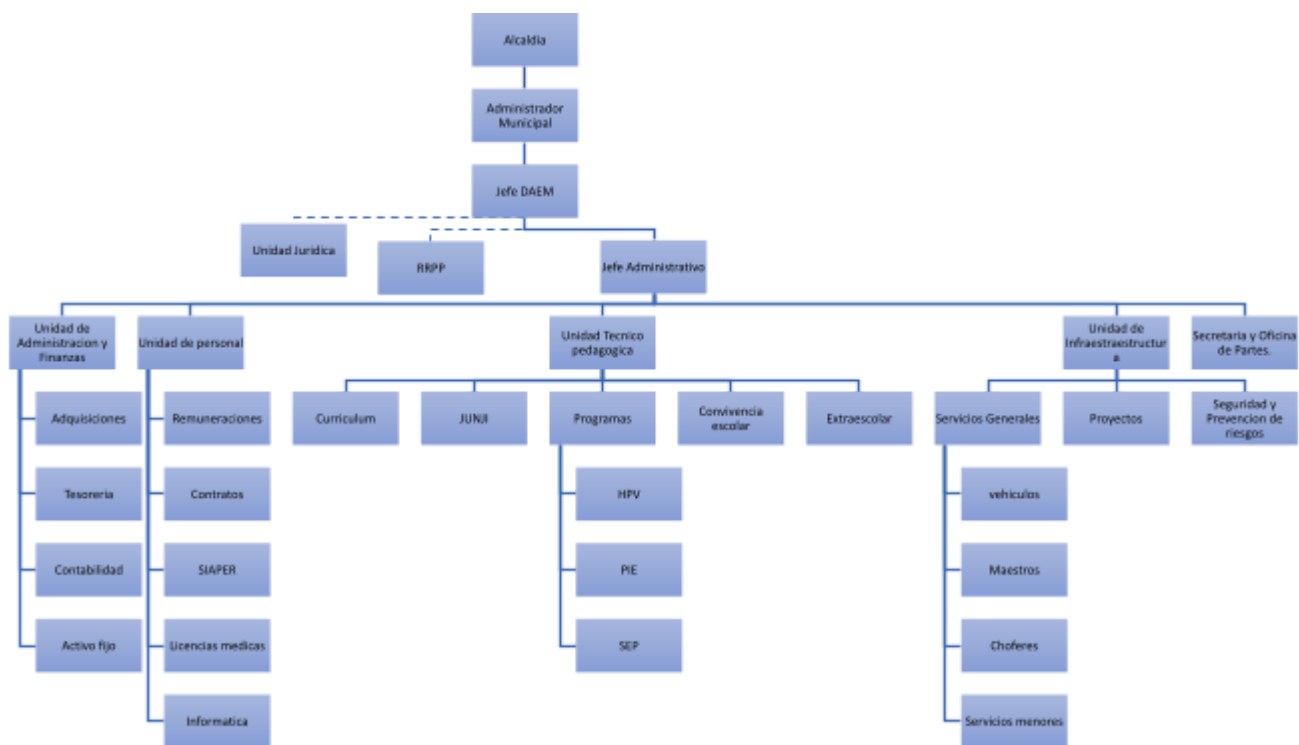 Alcaldia
Administrador
Municipal
Jefe DAEM
Unidad Juridica
RRPP
Jefe Administrativo
Unidad de
Administracion y
Finanzas
Unidad de personal
Unidad Tecnico
pedagogica
Unidad de
Infraestraestructur
a
Secretaria y Oficina
de Partes.
Adquisiciones
Remuneraciones
Curriculum
JUNJI
Programas
Convivencia
escolar
Extraescolar
Servicios Generales
Proyectos
Seguridad y
Prevencion de
riesgos
Tesoreria
Contratos
HPV
vehiculos
Contabilidad
SIAPER
PIE
Maestros
Activo fijo
Licencias medicas
SEP
Choferes
Informatica
Servicios menores